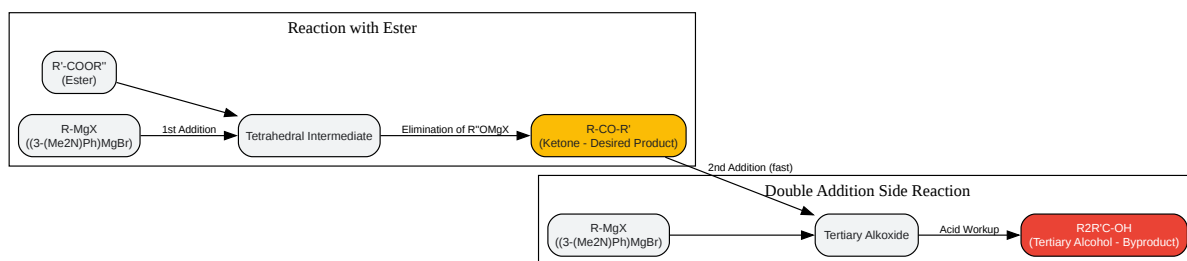 Reaction with Ester
R'-COOR"
(Ester)
R-MgX
((3-(Me2N)Ph)MgBr)
1st Addition
Tetrahedral Intermediate
Elimination of R"OMgX
R-CO-R'
(Ketone - Desired Product)
2nd Addition (fast)
Double Addition Side Reaction
R-MgX
((3-(Me2N)Ph)MgBr)
Tertiary Alkoxide
Acid Workup
R2R'C-OH
(Tertiary Alcohol - Byproduct)